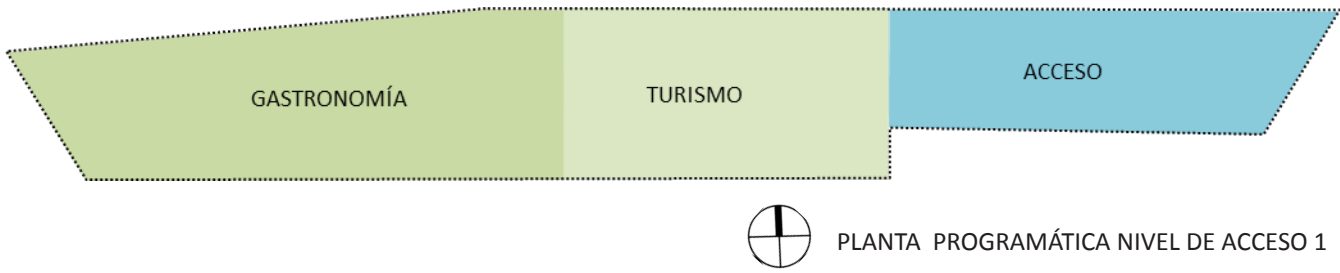 GASTRONOMÍA
TURISMO
ACCESO
PLANTA PROGRAMÁTICA NIVEL DE ACCESO 1